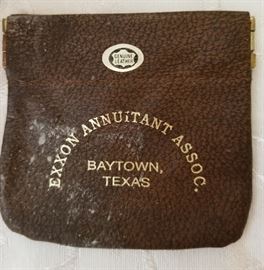 GENUINE
LEATHER
EXXON ANNUiTANT ASSOC.
BAYTOWN,
TEXAS